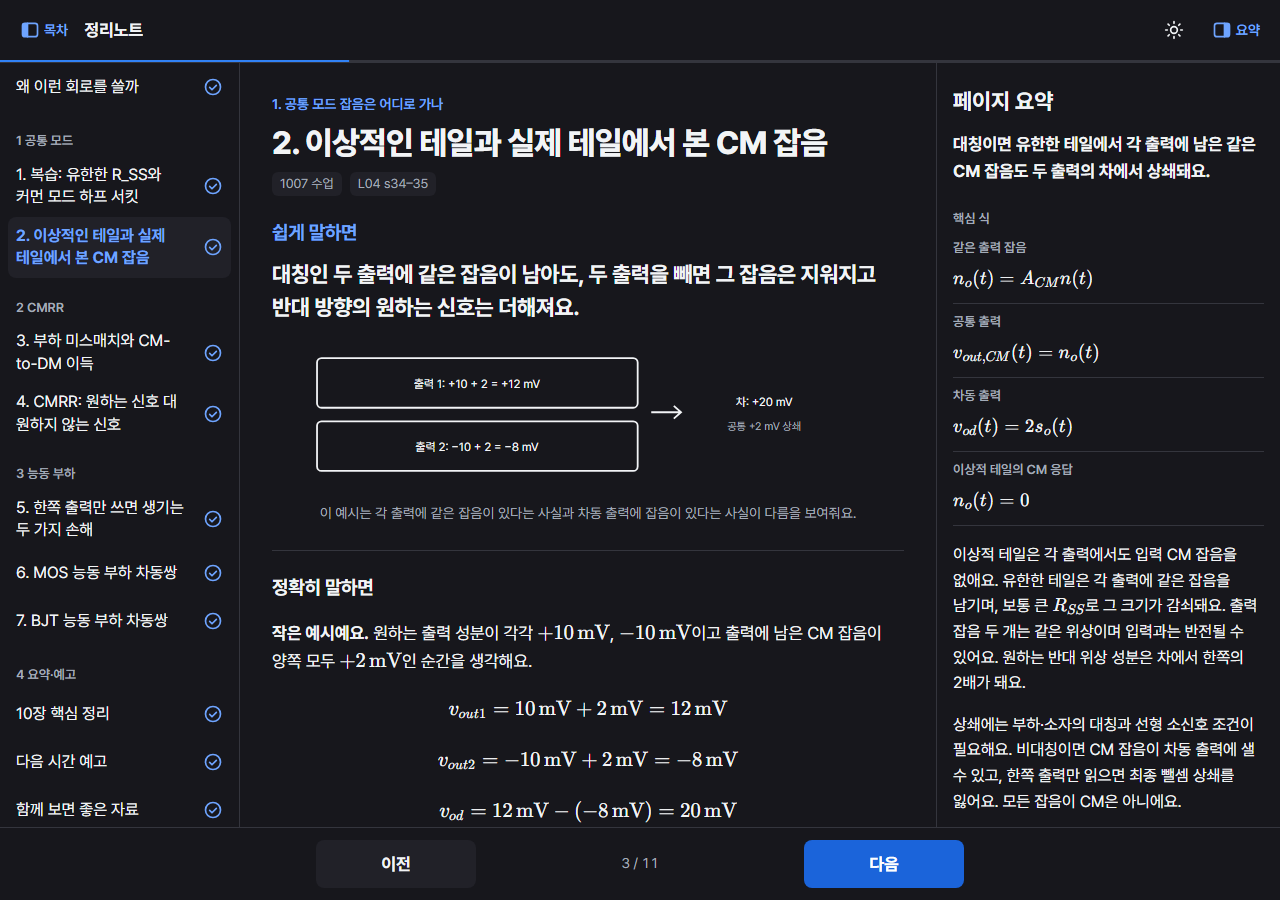 목차
정리노트
요약
왜 이런 회로를 쓸까
1 공통 모드
1. 복습: 유한한 R_SS와
커먼 모드 하프 서킷
2. 이상적인 테일과 실제
테일에서 본 CM 잡음
2 CMRR
3. 부하 미스매치와 CM-
to-DM 이득
4. CMRR: 원하는 신호 대
원하지 않는 신호
3 능동 부하
5. 한쪽 출력만 쓰면 생기는
두 가지 손해
6. MOS 능동 부하 차동쌍
7. BJT 능동 부하 차동쌍
4 요약·예고
10장 핵심 정리
다음 시간 예고
함께 보면 좋은 자료
1. 공통 모드 잡음은 어디로 가나
2. 이상적인 테일과 실제 테일에서 본 CM 잡음
1007 수업
L04 s34–35
쉽게 말하면
대칭인 두 출력에 같은 잡음이 남아도, 두 출력을 빼면 그 잡음은 지워지고
반대 방향의 원하는 신호는 더해져요.
출력 1: +10 + 2 = +12 mV
출력 2: −10 + 2 = −8 mV
차: +20 mV
공통 +2 mV 상쇄
이 예시는 각 출력에 같은 잡음이 있다는 사실과 차동 출력에 잡음이 있다는 사실이 다름을 보여줘요.
정확히 말하면
작은 예시예요. 원하는 출력 성분이 각각 +10 mV, −10 mV이고 출력에 남은 CM 잡음이
양쪽 모두 +2 mV인 순간을 생각해요.
v_{out1} = 10 mV + 2 mV = 12 mV
v_{out2} = −10 mV + 2 mV = −8 mV
v_{od} = 12 mV − (−8 mV) = 20 mV
페이지 요약
대칭이면 유한한 테일에서 각 출력에 남은 같은
CM 잡음도 두 출력의 차에서 상쇄돼요.
핵심 식
같은 출력 잡음
n_o(t) = A_{CM}n(t)
공통 출력
v_{out,CM}(t) = n_o(t)
차동 출력
v_{od}(t) = 2s_o(t)
이상적 테일의 CM 응답
n_o(t) = 0
이상적 테일은 각 출력에서도 입력 CM 잡음을
없애요. 유한한 테일은 각 출력에 같은 잡음을
남기며, 보통 큰 R_{SS}로 그 크기가 감쇠돼요. 출력
잡음 두 개는 같은 위상이며 입력과는 반전될 수
있어요. 원하는 반대 위상 성분은 차에서 한쪽의
2배가 돼요.
상쇄에는 부하·소자의 대칭과 선형 소신호 조건이
필요해요. 비대칭이면 CM 잡음이 차동 출력에 샐
수 있고, 한쪽 출력만 읽으면 최종 뺄셈 상쇄를
잃어요. 모든 잡음이 CM은 아니에요.
이전
3 / 11
다음